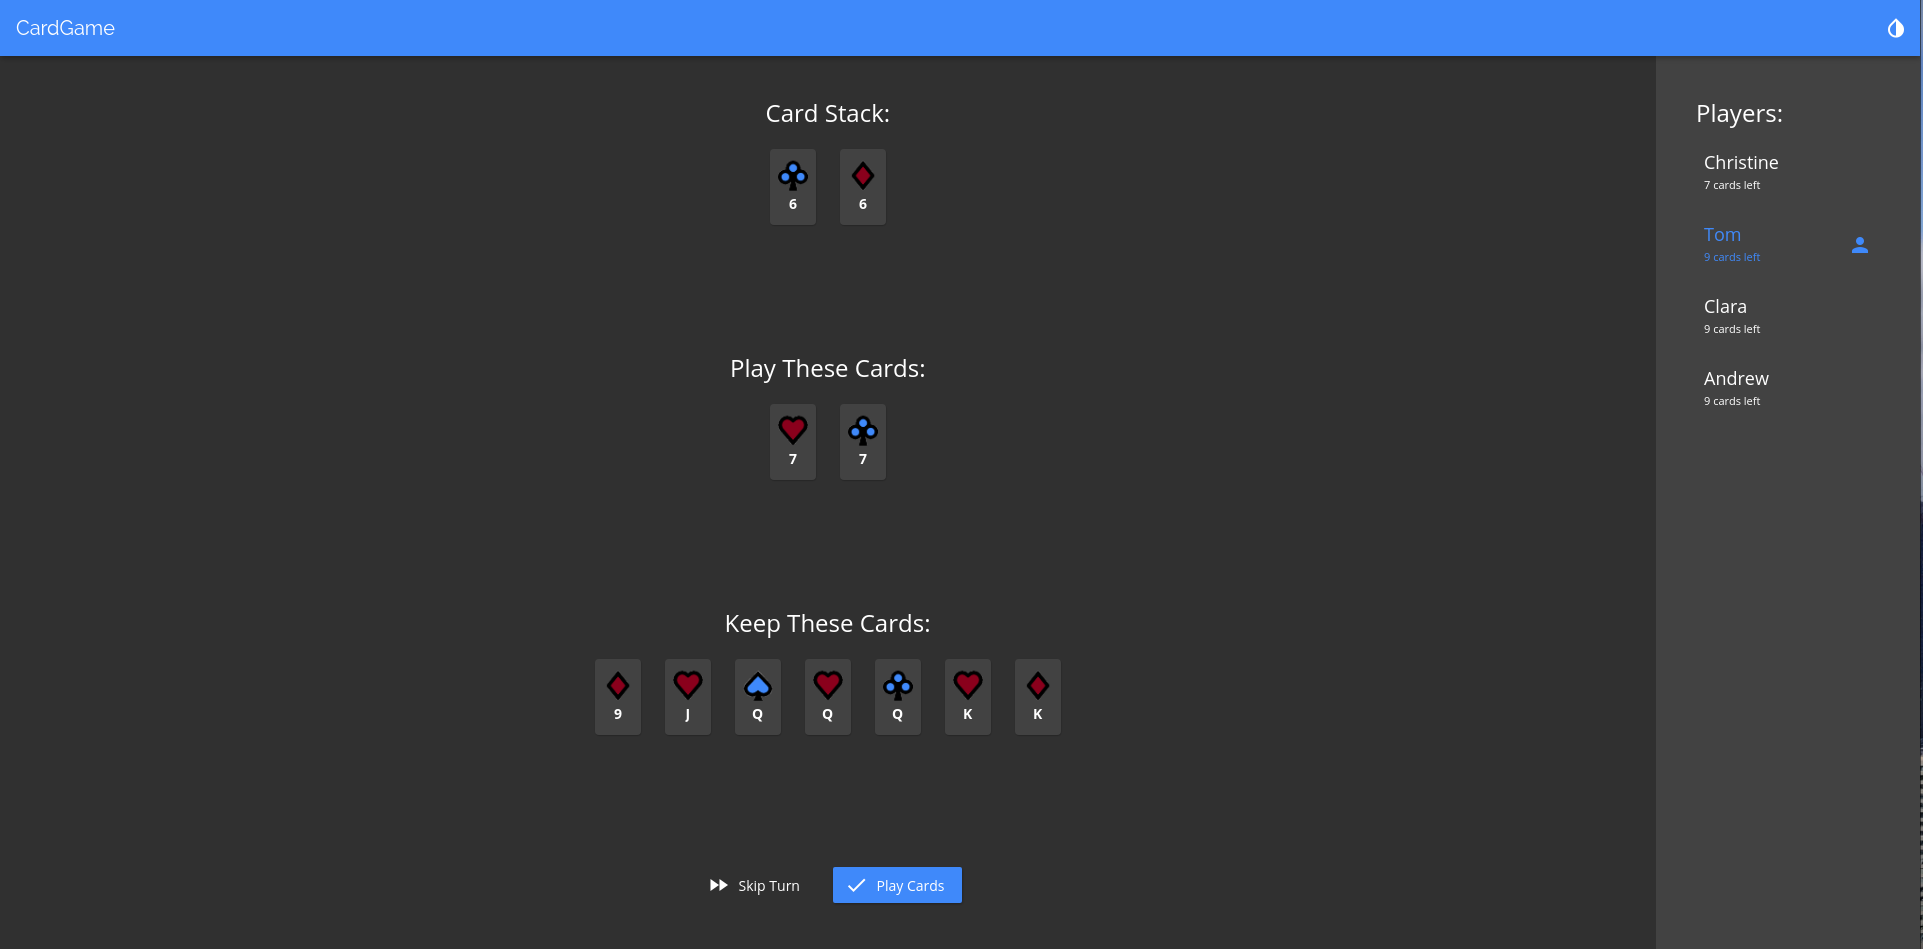 CardGame
Card Stack:
6 6
Play These Cards:
7 7
Keep These Cards:
9 J Q Q Q K K
Skip Turn Play Cards
Players:
Christine
7 cards left
Tom
9 cards left
Clara
9 cards left
Andrew
9 cards left